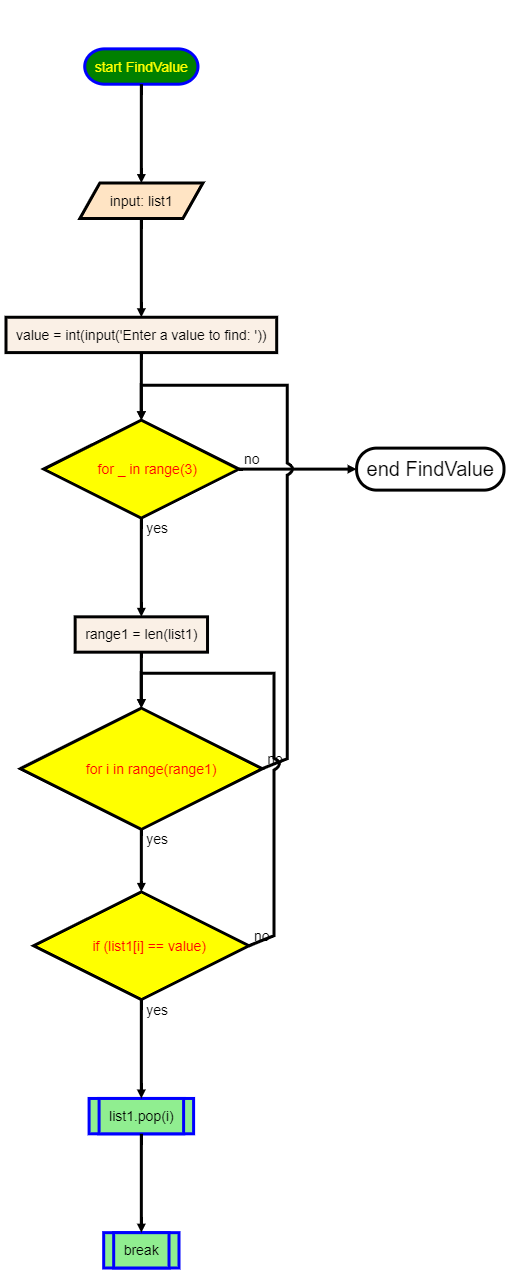 start FindValue
input: list1
value = int(input('Enter a value to find: '))
for _ in range(3)
no
end FindValue
yes
range1 = len(list1)
for i in range(range1)
no
yes
if (list1[i] == value)
no
yes
list1.pop(i)
break